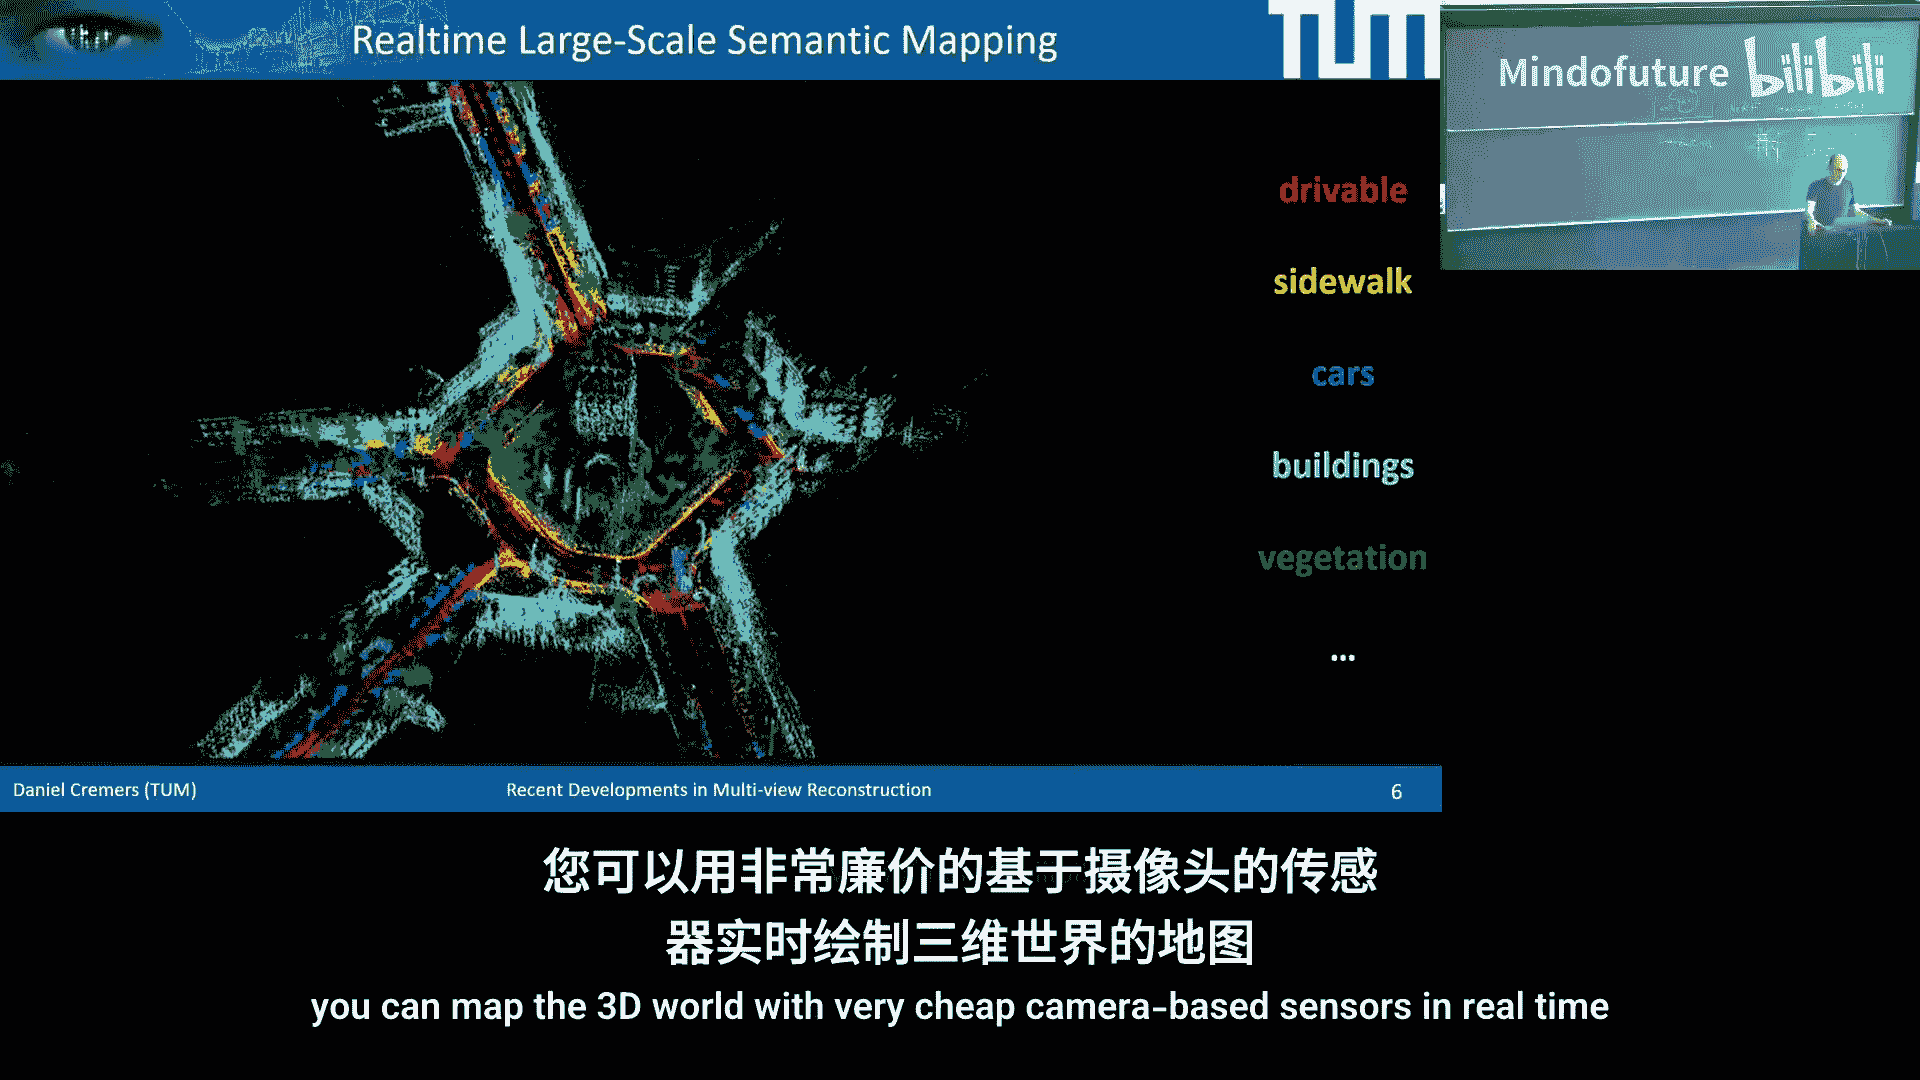 Realtime Large-Scale Semantic Mapping
TUM
Mindofuture bilibili
drivable
sidewalk
cars
buildings
vegetation
...
Daniel Cremers (TUM)
Recent Developments in Multi-view Reconstruction
6
您可以用非常廉价的基于摄像头的传感
器实时绘制三维世界的地图
you can map the 3D world with very cheap camera-based sensors in real time